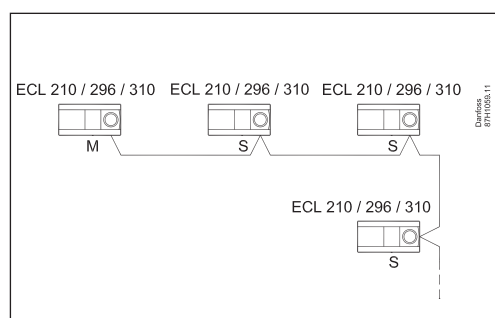 ECL 210 / 296 / 310 ECL 210 / 296 / 310 ECL 210 / 296 / 310
M S S
ECL 210 / 296 / 310
S
Danfoss
87H1059.11